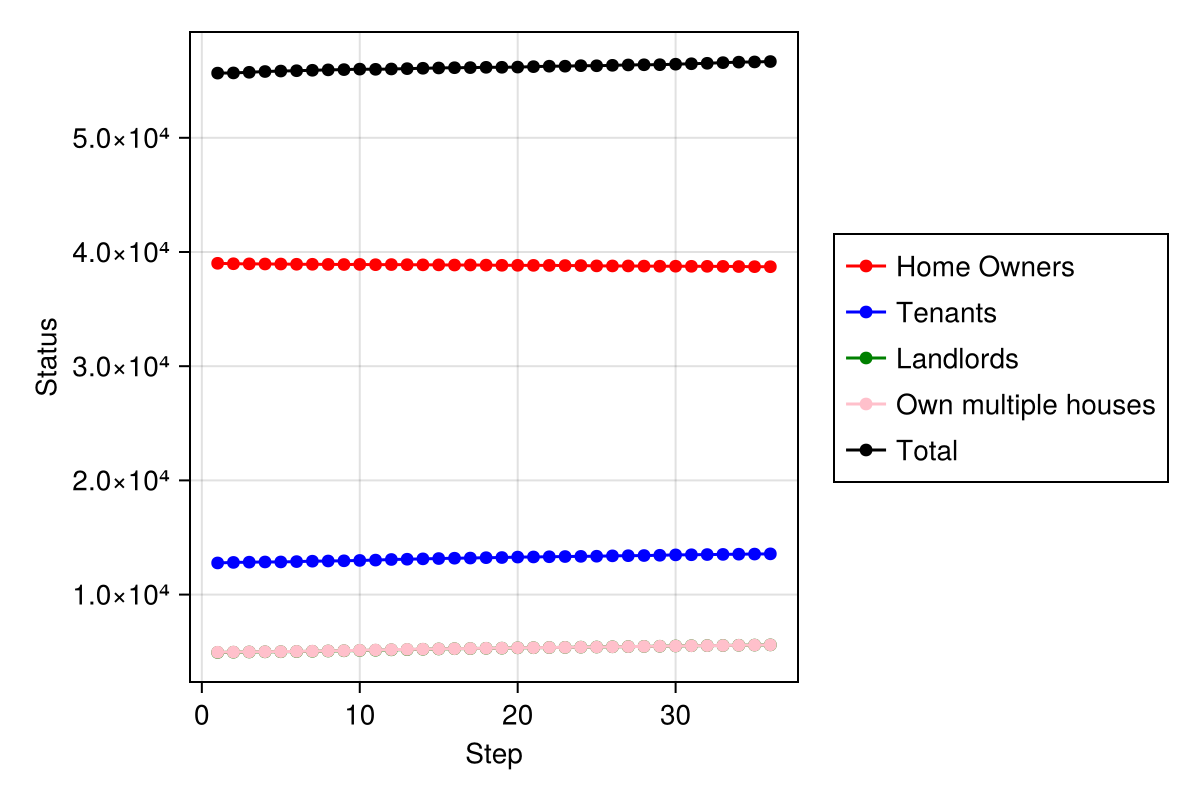 5.0×10⁴
4.0×10⁴
3.0×10⁴
2.0×10⁴
1.0×10⁴
Status
0 10 20 30
Step
Home Owners
Tenants
Landlords
Own multiple houses
Total